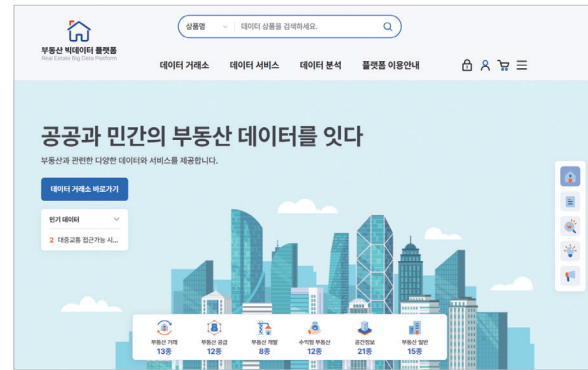 상품명
데이터 상품을 검색하세요.
부동산 빅데이터 플랫폼
Real Estate Big Data Platform
데이터 거래소 데이터 서비스 데이터 분석 플랫폼 이용안내
공공과 민간의 부동산 데이터를 잇다
부동산과 관련한 다양한 데이터와 서비스를 제공합니다.
데이터 거래소 바로가기
인기 데이터
2 대중교통 접근가능 시...
부동산 거래 부동산 공급 부동산 개발 수익형 부동산 공간정보 부동산 일반
13종 12종 8종 12종 21종 15종